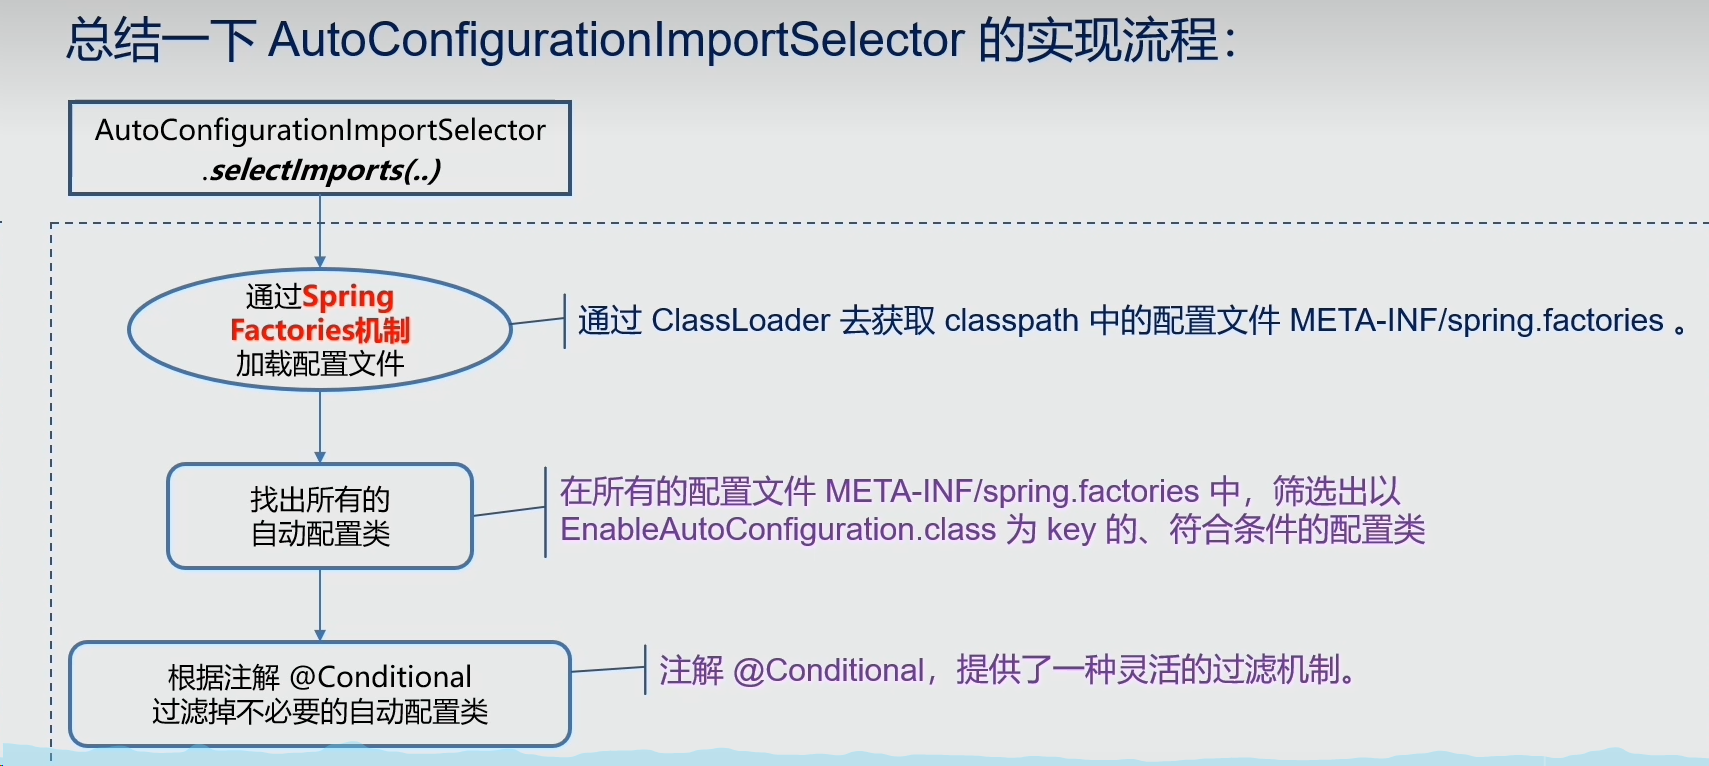 总结一下 AutoConfigurationImportSelector 的实现流程：
AutoConfigurationImportSelector
.selectImports(..)
通过Spring
Factories机制
加载配置文件
通过 ClassLoader 去获取 classpath 中的配置文件 META-INF/spring.factories 。
找出所有的
自动配置类
在所有的配置文件 META-INF/spring.factories 中，筛选出以
EnableAutoConfiguration.class 为 key 的、符合条件的配置类
根据注解 @Conditional
过滤掉不必要的自动配置类
注解 @Conditional，提供了一种灵活的过滤机制。